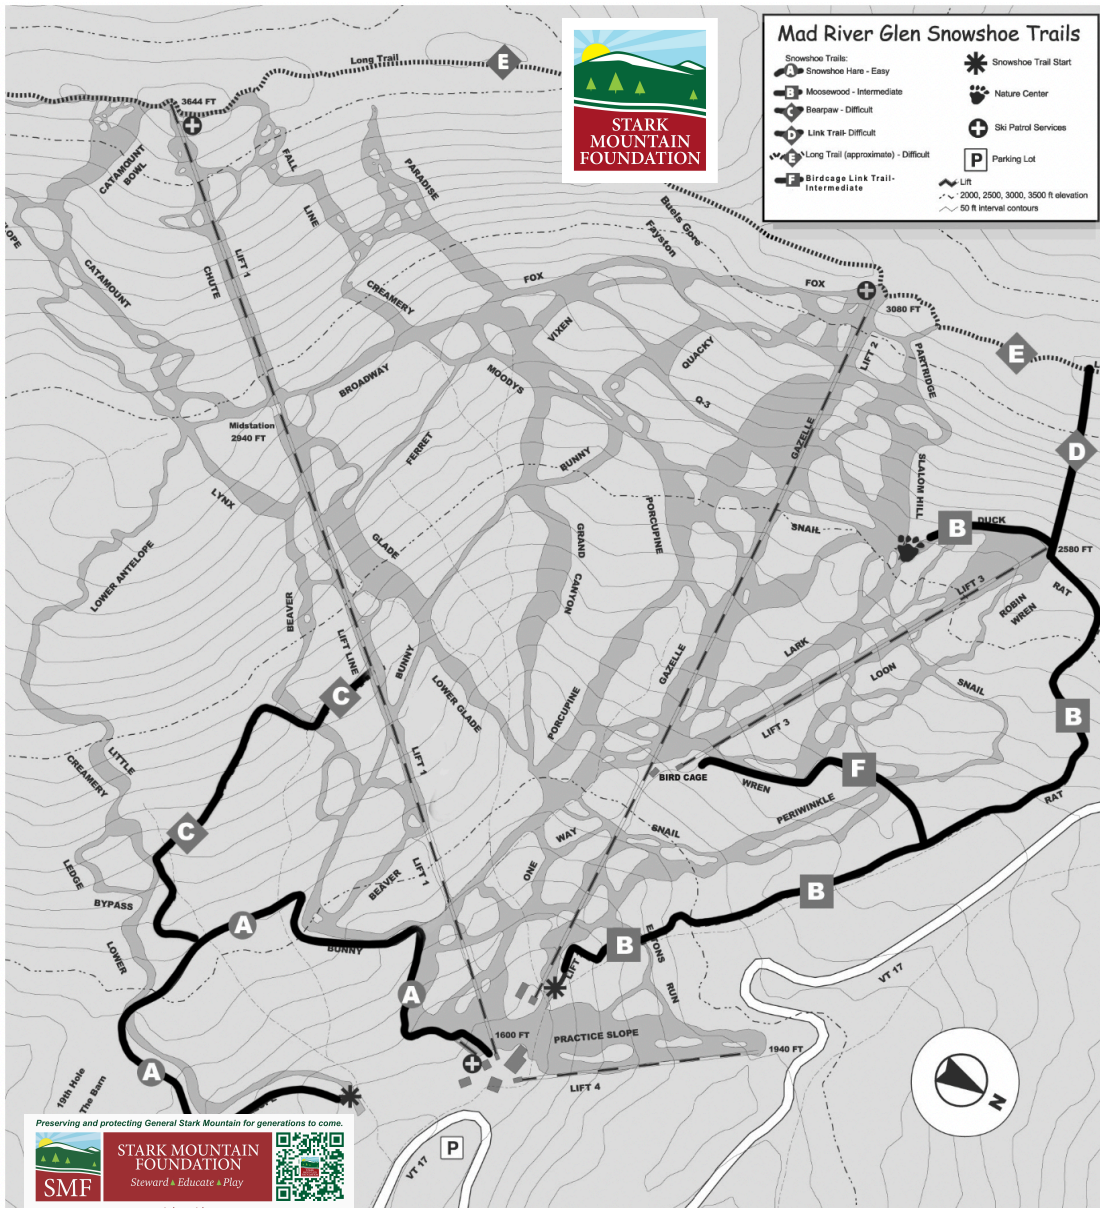 Mad River Glen Snowshoe Trails
Snowshoe Trails:
A Snowshoe Hare - Easy
B Moosewood - Intermediate
C Bearpaw - Difficult
D Link Trail- Difficult
E Long Trail (approximate) - Difficult
F Birdcage Link Trail-
Intermediate
Snowshoe Trail Start
Nature Center
Ski Patrol Services
P Parking Lot
Lift
2000, 2500, 3000, 3500 ft elevation
50 ft interval contours
STARK
MOUNTAIN
FOUNDATION
Long Trail
E
3644 FT
CATAMOUNT
BOWL
FALL
LINE
PARADISE
Buels Gore
Fayston
CATAMOUNT
CHUTE
LIFT 1
CREAMERY
FOX
FOX
3080 FT
VIXEN
QUACKY
LIFT 2
PARTRIDGE
E
BROADWAY
MOODYS
Q-3
Midstation
2940 FT
FERRET
GAZELLE
D
BUNNY
LYNX
PORCUPINE
SLALOM HILL
SNAIL
B
DUCK
GLADE
GRAND
CANYON
2580 FT
LOWER ANTELOPE
BEAVER
LIFT 3
RAT
ROBIN
WREN
LIFT LINE
BUNNY
GAZELLE
LARK
LOON
SNAIL
C
LOWER GLADE
PORCUPINE
B
LIFT 3
LITTLE
CREAMERY
LIFT 1
BIRD CAGE
WREN
F
PERIWINKLE
RAT
C
WAY
SNAIL
LEDGE
BYPASS
BEAVER
LIFT 1
ONE
B
A
LOWER
BUNNY
B
ELTONS
RUN
LIFT
VT 17
A
1600 FT
PRACTICE SLOPE
1940 FT
A
LIFT 4
19th Hole
The Barn
P
VT 17
N
Preserving and protecting General Stark Mountain for generations to come.
SMF
STARK MOUNTAIN
FOUNDATION
Steward ▲ Educate ▲ Play